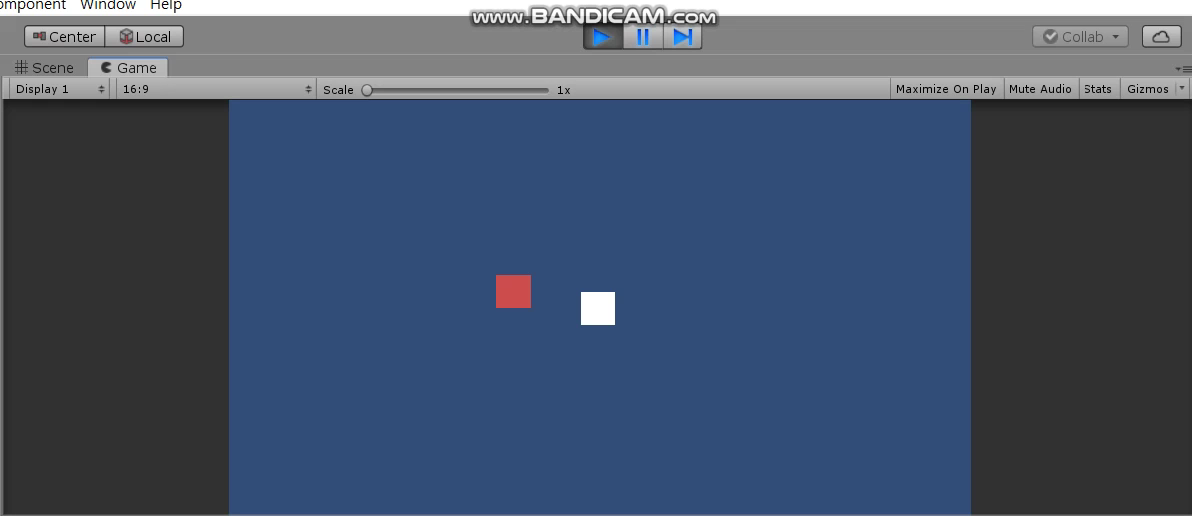 omponent Window Help
www.BANDICAM.com
Center Local Collab
Scene Game
Display 1 16:9 Scale 1x Maximize On Play Mute Audio Stats Gizmos